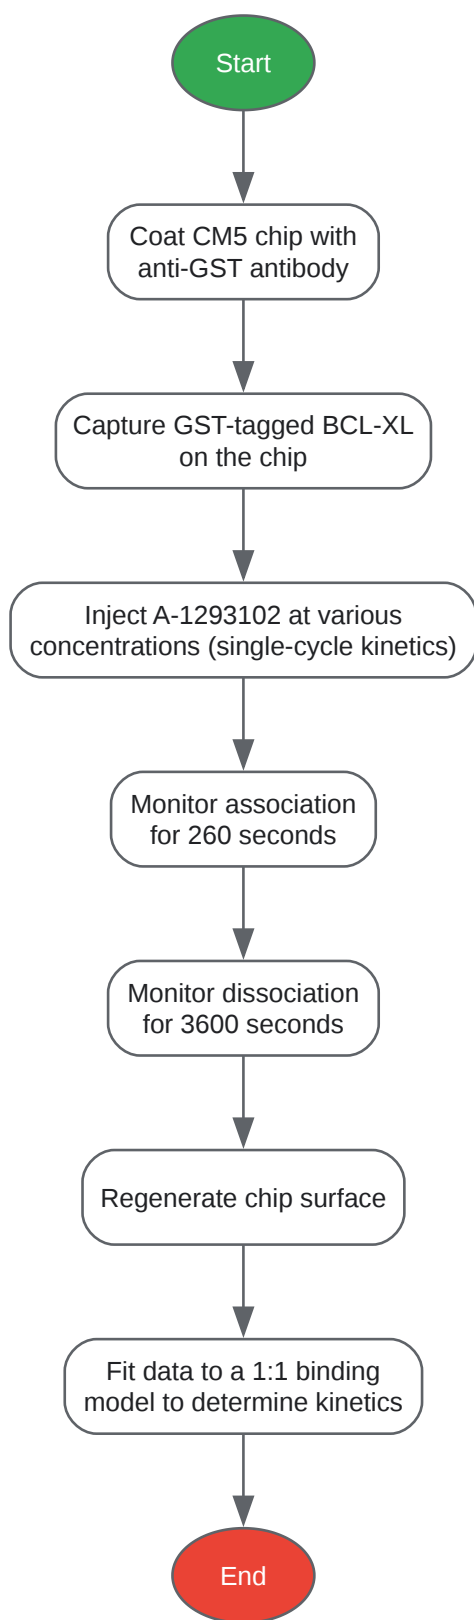 Start
Coat CM5 chip with
anti-GST antibody
Capture GST-tagged BCL-XL
on the chip
Inject A-1293102 at various
concentrations (single-cycle kinetics)
Monitor association
for 260 seconds
Monitor dissociation
for 3600 seconds
Regenerate chip surface
Fit data to a 1:1 binding
model to determine kinetics
End